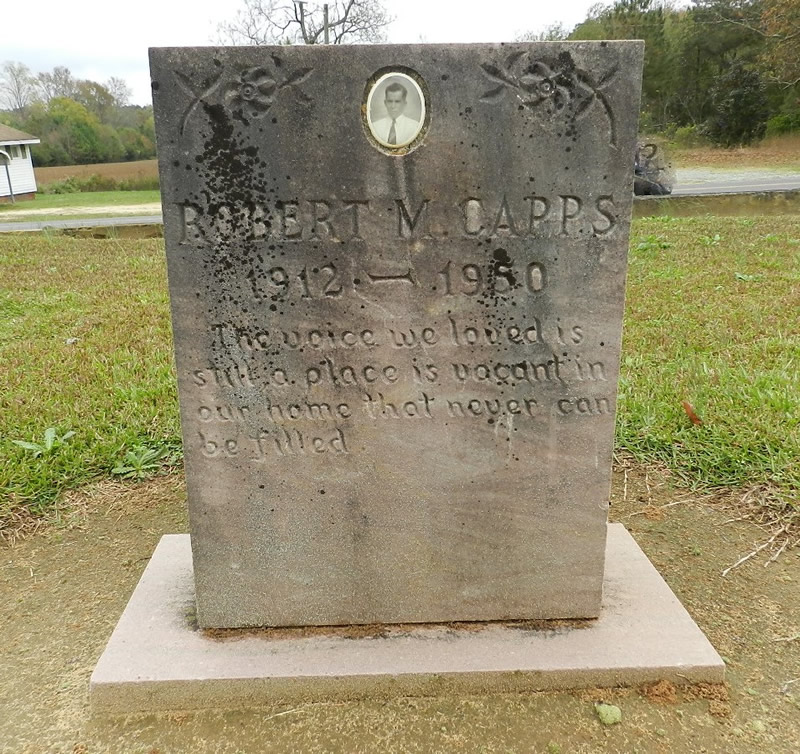 ROBERT M. CAPPS
1912 — 1950
The voice we loved is
still a place is vacant in
our home that never can
be filled